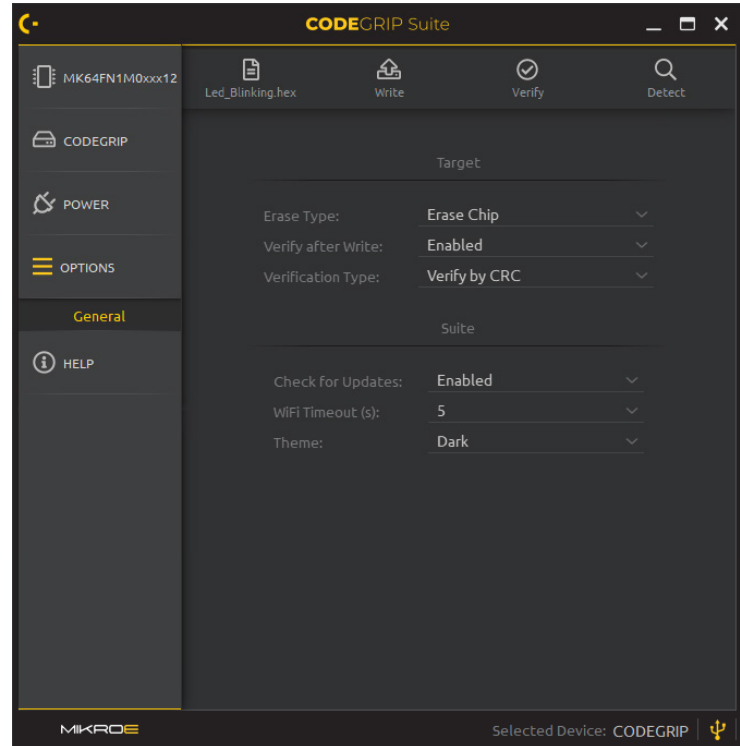 CODEGRIP Suite
MK64FN1M0xxx12
CODEGRIP
POWER
OPTIONS
General
HELP
Led_Blinking.hex
Write
Verify
Detect
Target
Erase Type: Erase Chip
Verify after Write: Enabled
Verification Type: Verify by CRC
Suite
Check for Updates: Enabled
WiFi Timeout (s): 5
Theme: Dark
MIKROE
Selected Device: CODEGRIP